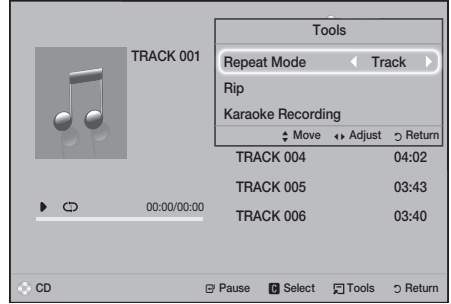 Tools
TRACK 001
Repeat Mode Track
Rip
Karaoke Recording
Move Adjust Return
TRACK 004 04:02
TRACK 005 03:43
00:00/00:00
TRACK 006 03:40
CD Pause C Select Tools Return